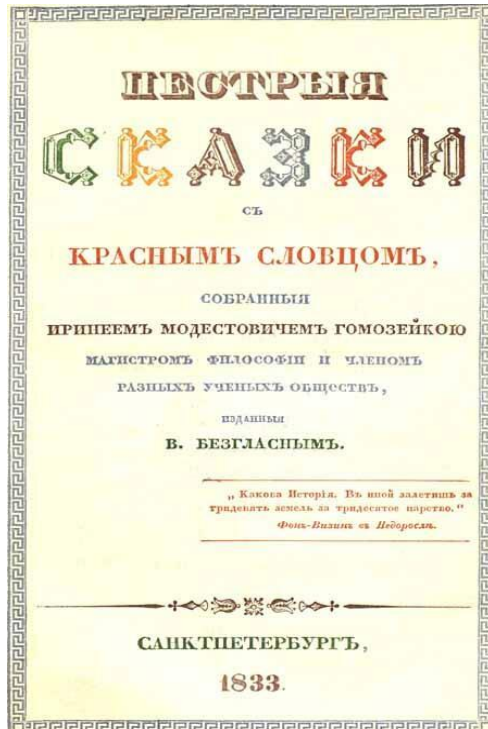 ПЕСТРЫЯ
СКАЗКИ
СЪ
КРАСНЫМЪ СЛОВЦОМЪ,
СОБРАННЫЯ
ИРИНЕЕМЪ МОДЕСТОВИЧЕМЪ ГОМОЗЕЙКОЮ
МАГИСТРОМЪ ФИЛОСОФІИ И ЧЛЕНОМЪ
РАЗНЫХЪ УЧЕНЫХЪ ОБЩЕСТВЪ,
ИЗДАННЫЯ
В. БЕЗГЛАСНЫМЪ.
„ Какова Исторія. Въ иной залетишь за
тридевять земель за тридесятое царство.“
Фонъ-Визинъ въ Недорослѣ.
САНКТПЕТЕРБУРГЪ,
1833.